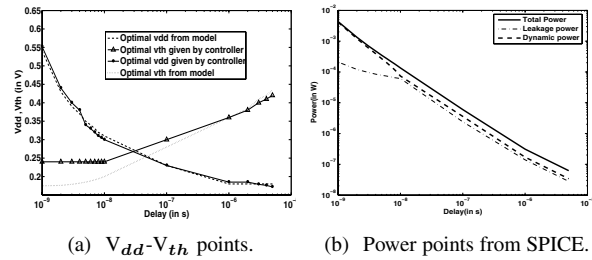 0.65
0.6
0.55
0.5
0.45
0.4
0.35
0.3
0.25
0.2
Vdd ,Vth (in V)
Optimal vdd from model
Optimal vth given by controller
Optimal vdd given by controller
Optimal vth from model
10⁻⁹
10⁻⁸
10⁻⁷
10⁻⁶
10⁻
Delay (in s)
(a) V_dd-V_th points.
10⁻²
10⁻³
10⁻⁴
10⁻⁵
10⁻⁶
10⁻⁷
10⁻⁸
Power(in W)
Total Power
Leakage power
Dynamic power
10⁻⁹
10⁻⁸
10⁻⁷
10⁻⁶
10⁻
Delay(in s)
(b) Power points from SPICE.